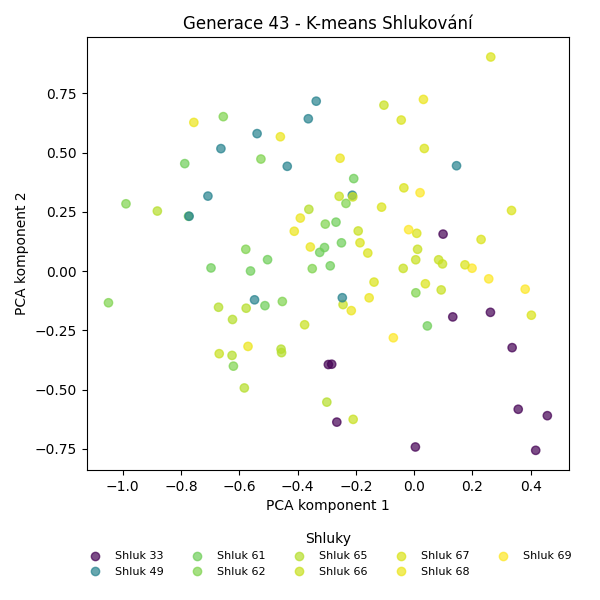 Generace 43 - K-means Shlukování
PCA komponent 2
0.75
0.50
0.25
0.00
−0.25
−0.50
−0.75
−1.0 −0.8 −0.6 −0.4 −0.2 0.0 0.2 0.4
PCA komponent 1
Shluky
Shluk 33 Shluk 61 Shluk 65 Shluk 67 Shluk 69
Shluk 49 Shluk 62 Shluk 66 Shluk 68